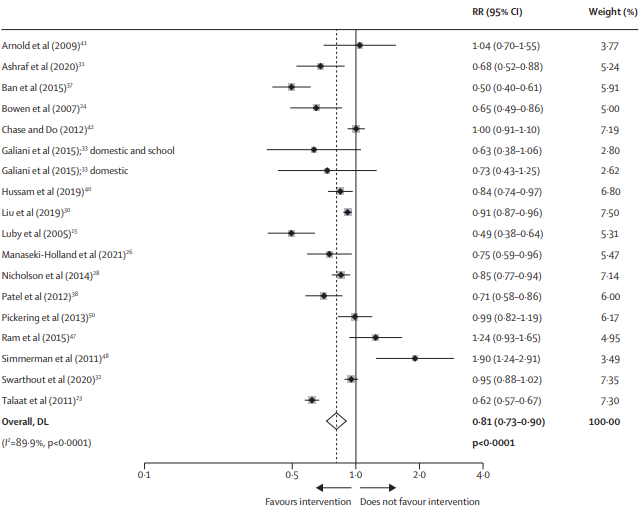 RR (95% CI) Weight (%)
Arnold et al (2009)⁴¹ 1·04 (0·70–1·55) 3·77
Ashraf et al (2020)³¹ 0·68 (0·52–0·88) 5·24
Ban et al (2015)³⁷ 0·50 (0·40–0·61) 5·91
Bowen et al (2007)²⁴ 0·65 (0·49–0·86) 5·00
Chase and Do (2012)⁴² 1·00 (0·91–1·10) 7·19
Galiani et al (2015);³³ domestic and school 0·63 (0·38–1·06) 2·80
Galiani et al (2015);³³ domestic 0·73 (0·43–1·25) 2·62
Hussam et al (2019)⁴⁰ 0·84 (0·74–0·97) 6·80
Liu et al (2019)³⁰ 0·91 (0·87–0·96) 7·50
Luby et al (2005)¹⁵ 0·49 (0·38–0·64) 5·31
Manaseki-Holland et al (2021)²⁶ 0·75 (0·59–0·96) 5·47
Nicholson et al (2014)²⁸ 0·85 (0·77–0·94) 7·14
Patel et al (2012)³⁸ 0·71 (0·58–0·86) 6·00
Pickering et al (2013)⁵⁰ 0·99 (0·82–1·19) 6·17
Ram et al (2015)⁴⁷ 1·24 (0·93–1·65) 4·95
Simmerman et al (2011)⁴⁸ 1·90 (1·24–2·91) 3·49
Swarthout et al (2020)³² 0·95 (0·88–1·02) 7·35
Talaat et al (2011)²³ 0·62 (0·57–0·67) 7·30
Overall, DL 0·81 (0·73–0·90) 100·00
(I²=89·9%, p<0·0001) p<0·0001
0·1 0·5 1·0 2·0 4·0
Favours intervention Does not favour intervention